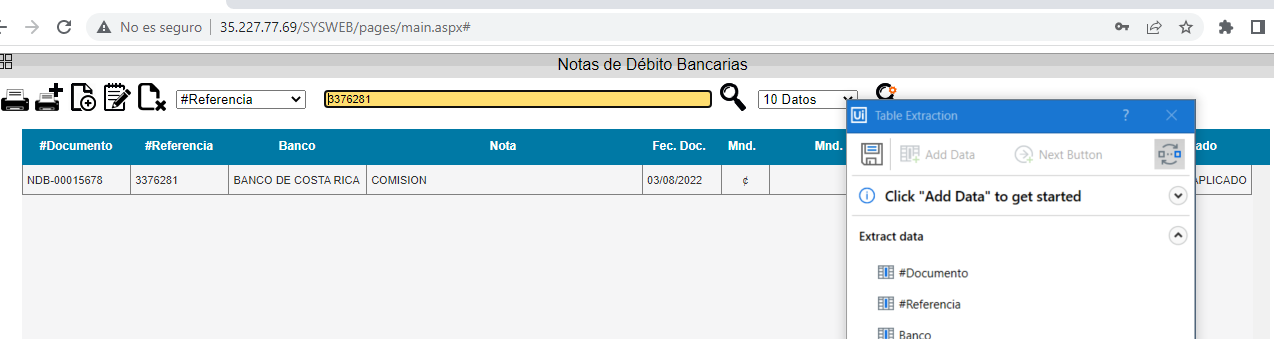 No es seguro | 35.227.77.69/SYSWEB/pages/main.aspx#
Notas de Débito Bancarias
#Referencia 3376281 10 Datos
#Documento #Referencia Banco Nota Fec. Doc. Mnd. Mnd.
NDB-00015678 3376281 BANCO DE COSTA RICA COMISION 03/08/2022 ¢
ado
PLICADO
Ui Table Extraction ? ×
Add Data Next Button
Click "Add Data" to get started
Extract data
#Documento
#Referencia
Banco